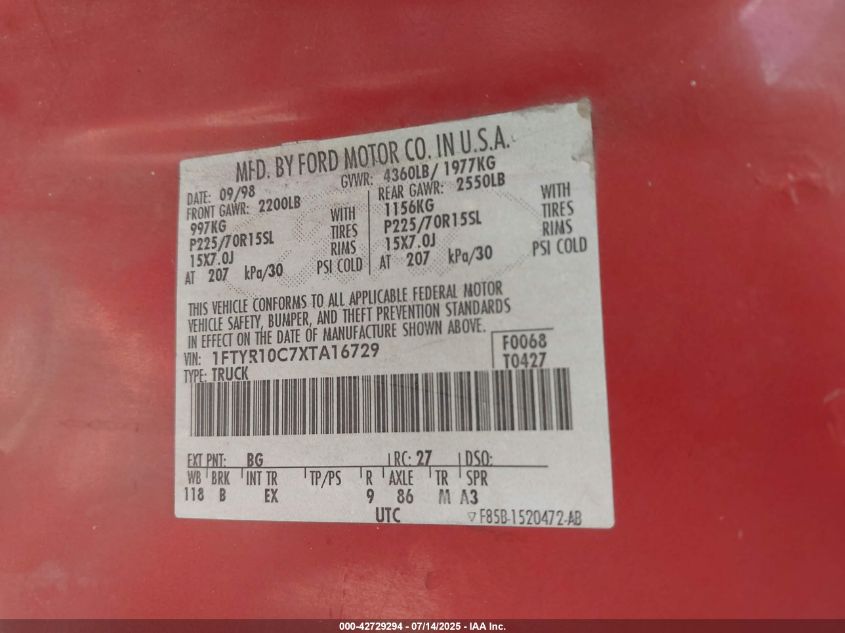 MFD. BY FORD MOTOR CO. IN U.S.A.
DATE: 09/98 GVWR: 4360LB/ 1977KG
FRONT GAWR: 2200LB REAR GAWR: 2550LB
997KG WITH 1156KG WITH
P225/70R15SL TIRES P225/70R15SL TIRES
15X7.0J RIMS 15X7.0J RIMS
AT 207 kPa/30 PSI COLD AT 207 kPa/30 PSI COLD
THIS VEHICLE CONFORMS TO ALL APPLICABLE FEDERAL MOTOR
VEHICLE SAFETY, BUMPER, AND THEFT PREVENTION STANDARDS
IN EFFECT ON THE DATE OF MANUFACTURE SHOWN ABOVE.
VIN: 1FTYR10C7XTA16729 F0068
TYPE: TRUCK T0427
EXT PNT: BG RC: 27 DSO:
WB BRK INT TR TP/PS R AXLE TR SPR
118 B EX 9 86 M A3
UTC F85B-1520472-AB
000-42729294 - 07/14/2025 - IAA Inc.